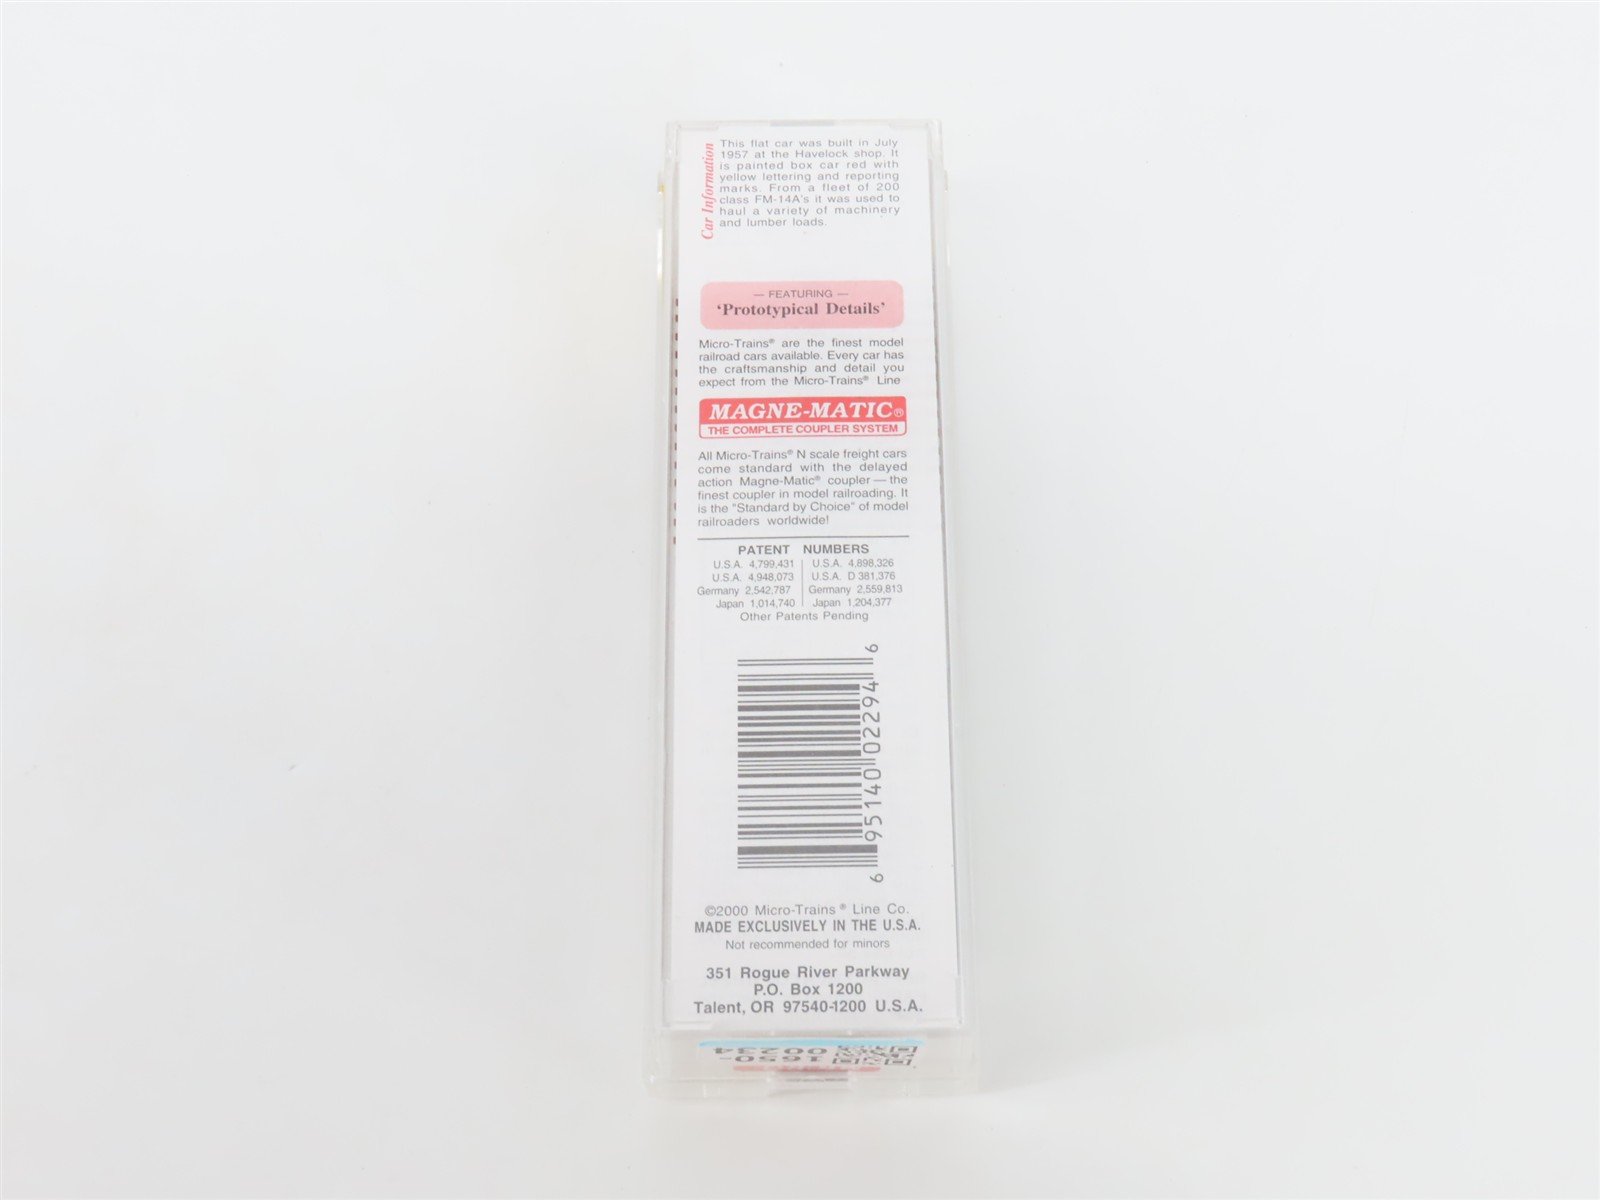 Car Information
This flat car was built in July
1957 at the Havelock shop. It
is painted box car red with
yellow lettering and reporting
marks. From a fleet of 200
class FM-14A's it was used to
haul a variety of machinery
and lumber loads.
— FEATURING —
'Prototypical Details'
Micro-Trains® are the finest model
railroad cars available. Every car has
the craftsmanship and detail you
expect from the Micro-Trains® Line
MAGNE-MATIC®
THE COMPLETE COUPLER SYSTEM
All Micro-Trains® N scale freight cars
come standard with the delayed
action Magne-Matic® coupler — the
finest coupler in model railroading. It
is the "Standard by Choice" of model
railroaders worldwide!
PATENT NUMBERS
U.S.A. 4,799,431 U.S.A. 4,898,326
U.S.A. 4,948,073 U.S.A. D 381,376
Germany 2,542,787 Germany 2,559,813
Japan 1,014,740 Japan 1,204,377
Other Patents Pending
6 95140 02294 6
©2000 Micro-Trains® Line Co.
MADE EXCLUSIVELY IN THE U.S.A.
Not recommended for minors
351 Rogue River Parkway
P.O. Box 1200
Talent, OR 97540-1200 U.S.A.
1650-
00234